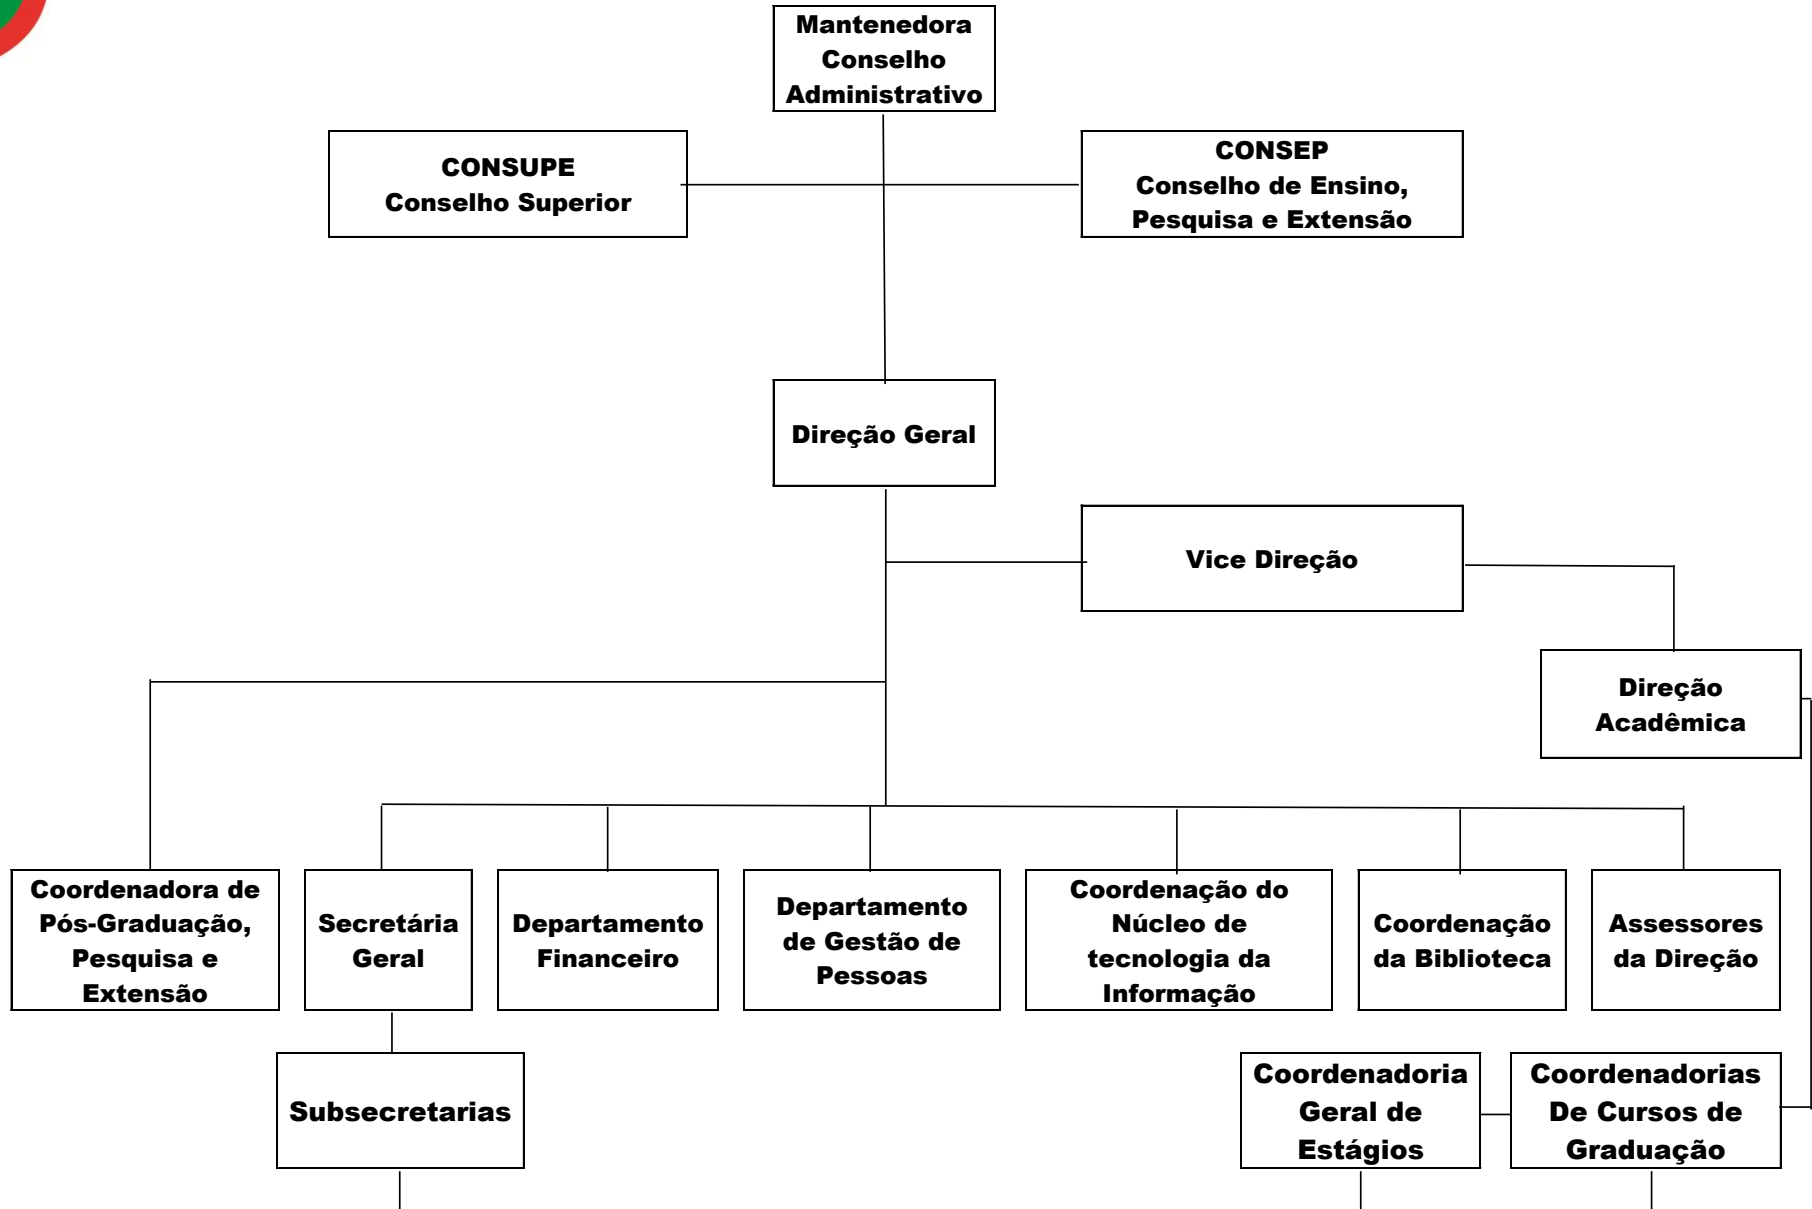 Mantenedora
Conselho
Administrativo
CONSUPE
Conselho Superior
CONSEP
Conselho de Ensino,
Pesquisa e Extensão
Direção Geral
Vice Direção
Direção
Acadêmica
Coordenadora de
Pós-Graduação,
Pesquisa e
Extensão
Secretária
Geral
Departamento
Financeiro
Departamento
de Gestão de
Pessoas
Coordenação do
Núcleo de
tecnologia da
Informação
Coordenação
da Biblioteca
Assessores
da Direção
Subsecretarias
Coordenadoria
Geral de
Estágios
Coordenadorias
De Cursos de
Graduação